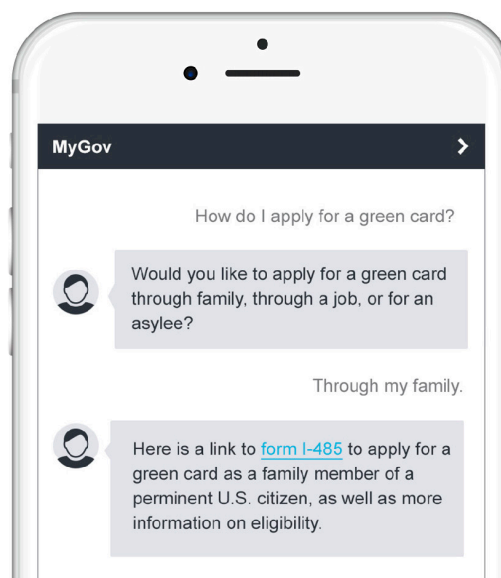 MyGov
How do I apply for a green card?
Would you like to apply for a green card
through family, through a job, or for an
asylee?
Through my family.
Here is a link to form I-485 to apply for a
green card as a family member of a
perminent U.S. citizen, as well as more
information on eligibility.